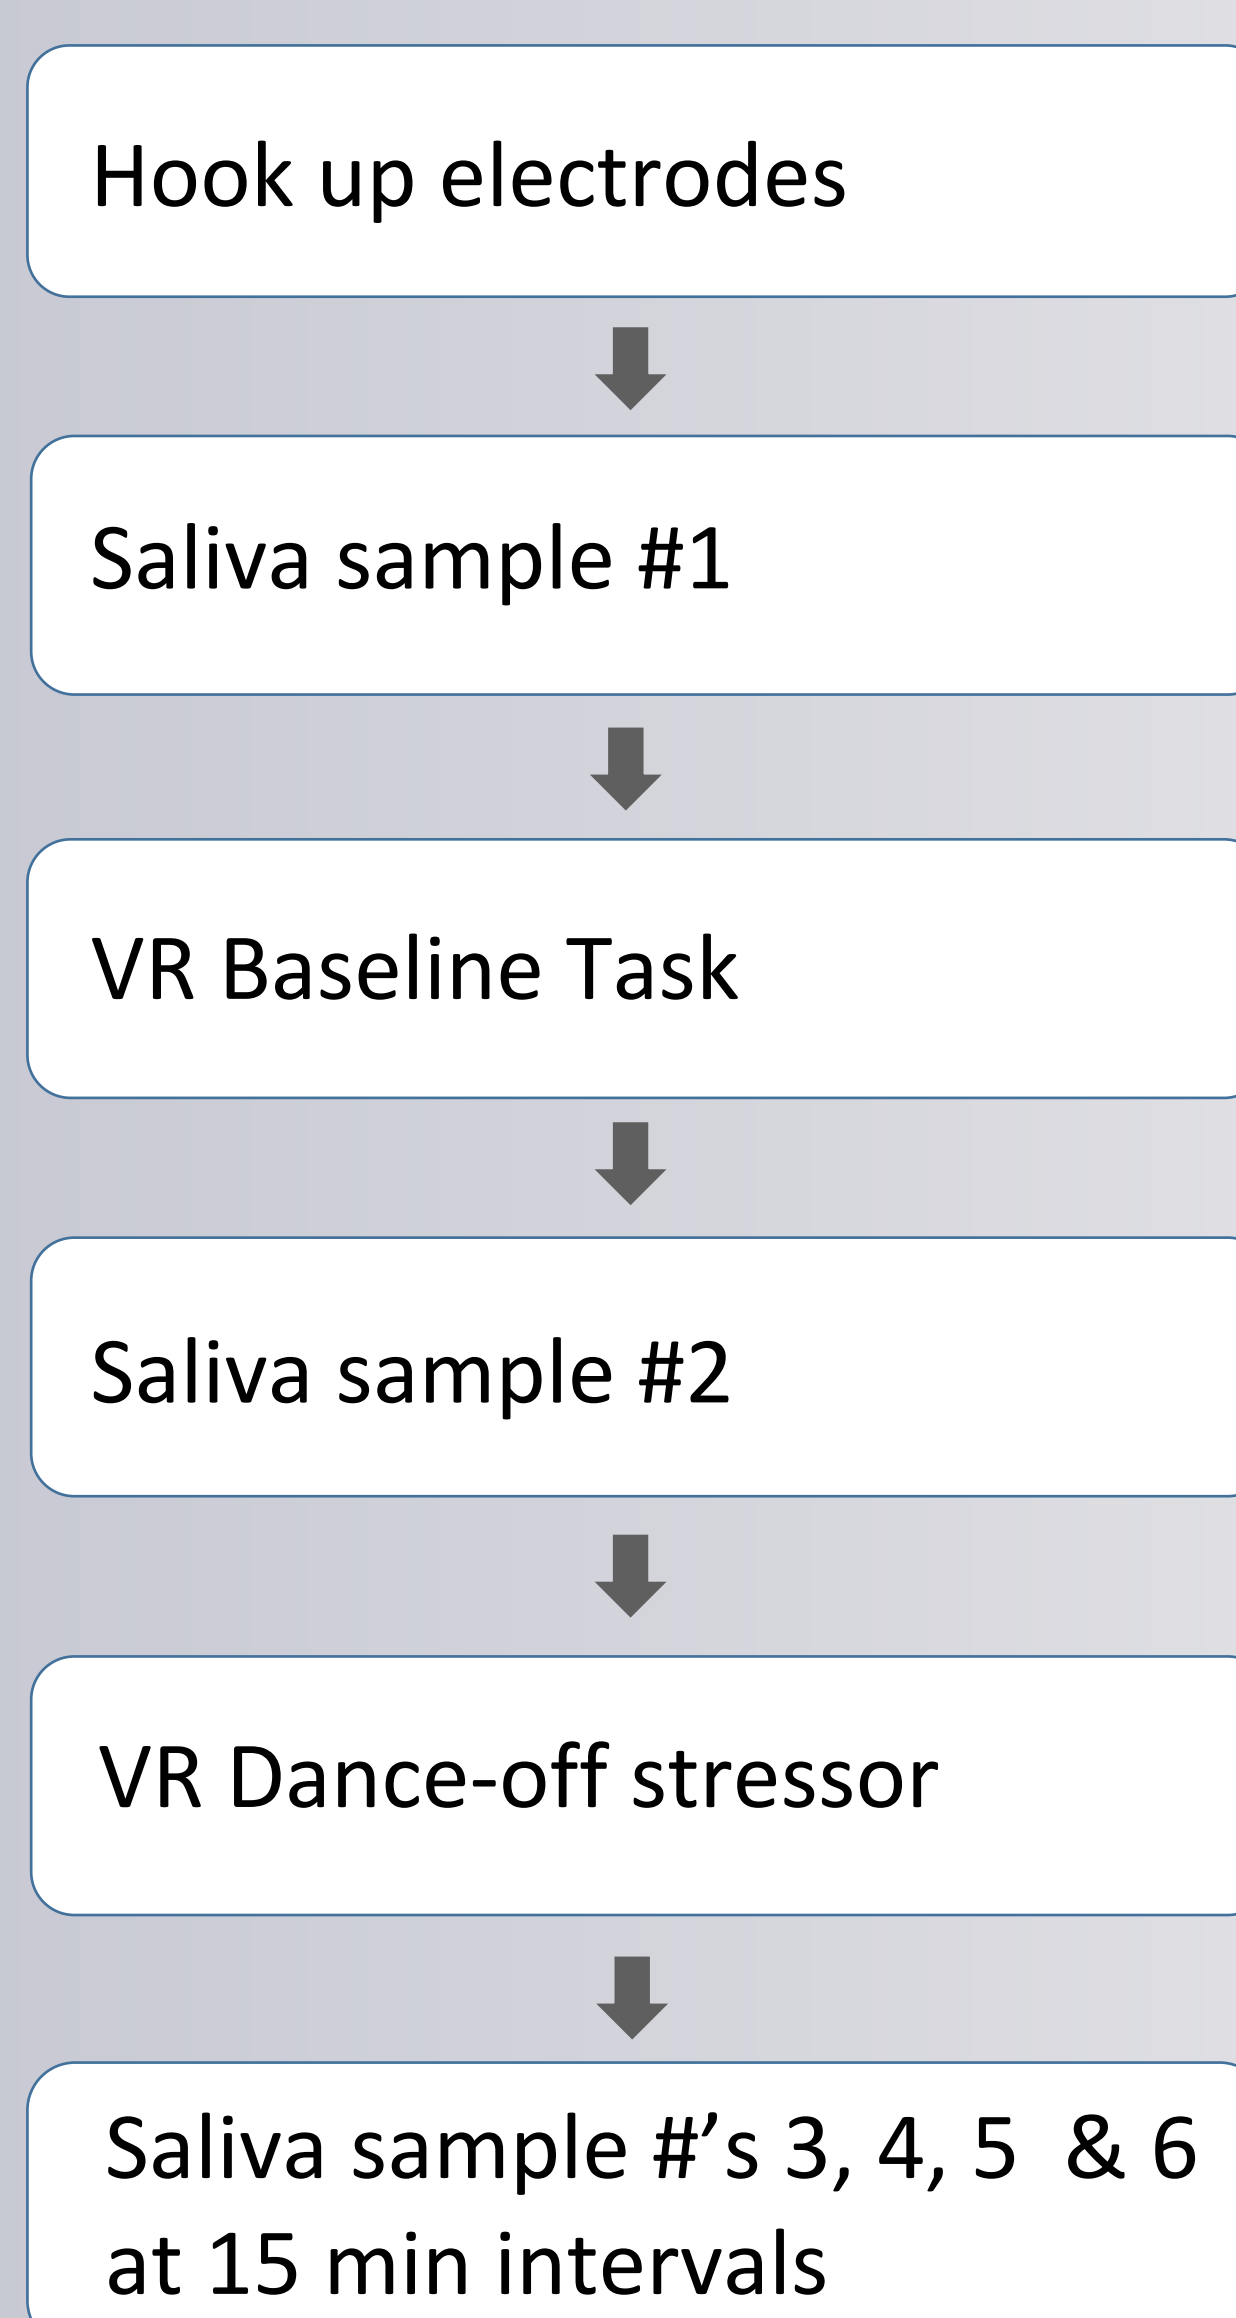 Hook up electrodes
Saliva sample #1
VR Baseline Task
Saliva sample #2
VR Dance-off stressor
Saliva sample #’s 3, 4, 5  & 6
at 15 min intervals